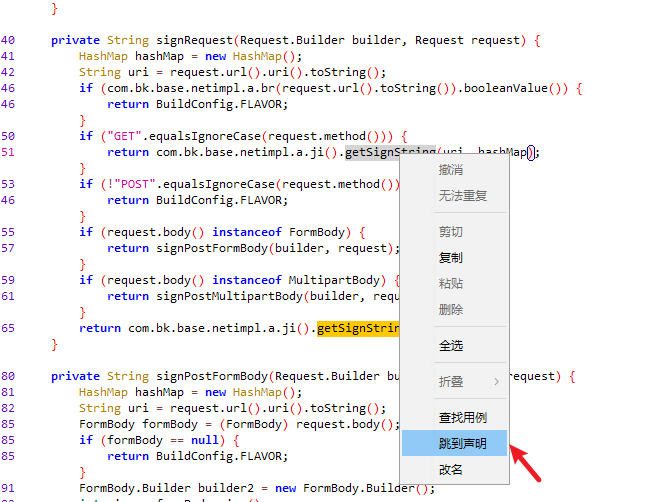 }
40 private String signRequest(Request.Builder builder, Request request) {
41 HashMap hashMap = new HashMap();
42 String uri = request.url().uri().toString();
46 if (com.bk.base.netimpl.a.br(request.url().toString()).booleanValue()) {
46 return BuildConfig.FLAVOR;
}
50 if ("GET".equalsIgnoreCase(request.method())) {
51 return com.bk.base.netimpl.a.ji().getSignString(uri, hashMap);
}
53 if (!"POST".equalsIgnoreCase(request.method())
46 return BuildConfig.FLAVOR;
}
55 if (request.body() instanceof FormBody) {
57 return signPostFormBody(builder, request);
}
59 if (request.body() instanceof MultipartBody) {
61 return signPostMultipartBody(builder, requ
}
65 return com.bk.base.netimpl.a.ji().getSignStrin
}
80 private String signPostFormBody(Request.Builder bu request) {
81 HashMap hashMap = new HashMap();
82 String uri = request.url().uri().toString();
85 FormBody formBody = (FormBody) request.body();
85 if (formBody == null) {
85 return BuildConfig.FLAVOR;
}
91 FormBody.Builder builder2 = new FormBody.Builder();
撤消
无法重复
剪切
复制
粘贴
删除
全选
折叠
查找用例
跳到声明
改名